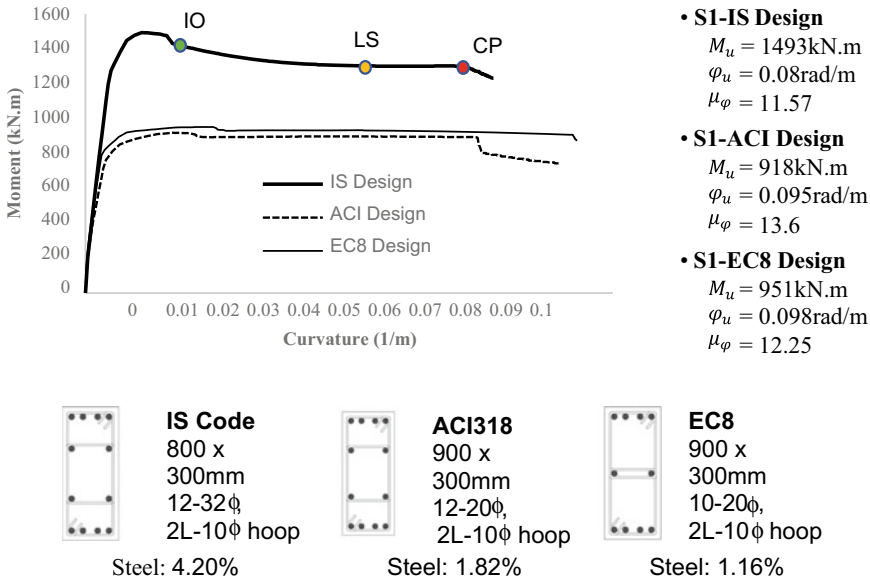 1600
1400
1200
1000
800
600
400
200
0
Moment (kN.m)
IO
LS
CP
IS Design
ACI Design
EC8 Design
0 0.01 0.02 0.03 0.04 0.05 0.06 0.07 0.08 0.09 0.1
Curvature (1/m)
• S1-IS Design
𝑀ᵤ = 1493kN.m
𝜑ᵤ = 0.08rad/m
𝜇𝜑 = 11.57
• S1-ACI Design
𝑀ᵤ = 918kN.m
𝜑ᵤ = 0.095rad/m
𝜇𝜑 = 13.6
• S1-EC8 Design
𝑀ᵤ = 951kN.m
𝜑ᵤ = 0.098rad/m
𝜇𝜑 = 12.25
IS Code
800 x
300mm
12-32ϕ,
2L-10ϕ hoop
Steel: 4.20%
ACI318
900 x
300mm
12-20ϕ,
2L-10ϕ hoop
Steel: 1.82%
EC8
900 x
300mm
10-20ϕ,
2L-10ϕ hoop
Steel: 1.16%